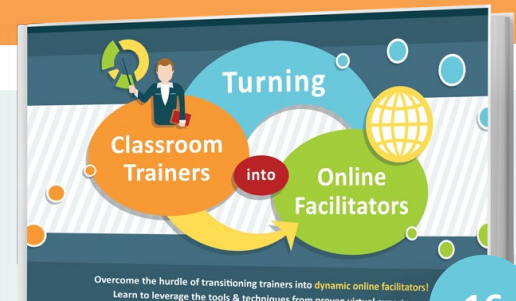 Turning
Classroom
Trainers
into
Online
Facilitators
Overcome the hurdle of transitioning trainers into dynamic online facilitators!
Learn to leverage the tools & techniques from proven virtual